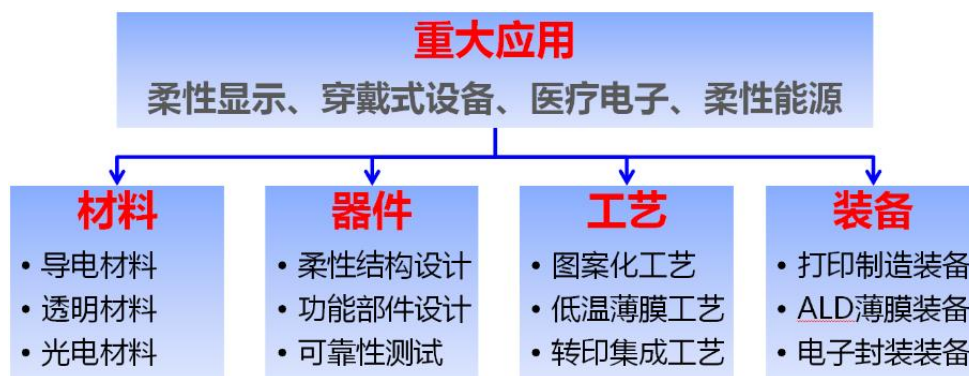 重大应用
柔性显示、穿戴式设备、医疗电子、柔性能源
材料
• 导电材料
• 透明材料
• 光电材料
器件
• 柔性结构设计
• 功能部件设计
• 可靠性测试
工艺
• 图案化工艺
• 低温薄膜工艺
• 转印集成工艺
装备
• 打印制造装备
• ALD薄膜装备
• 电子封装装备